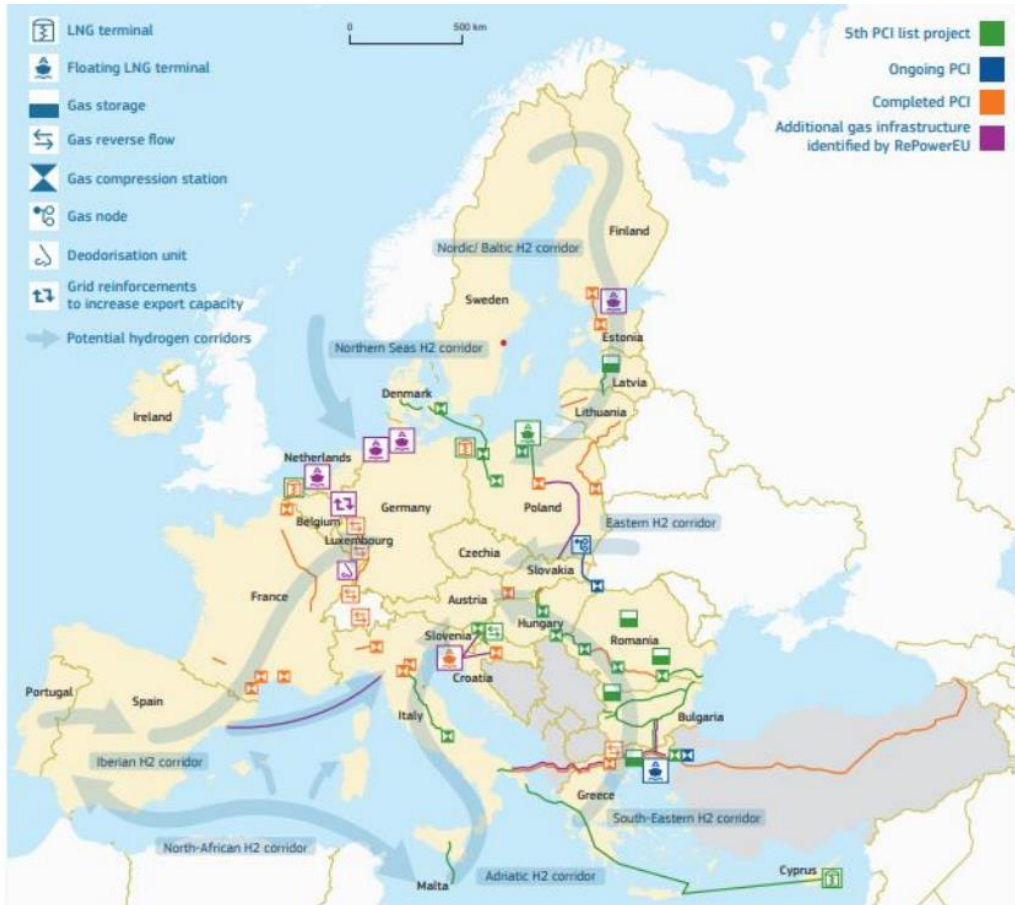 LNG terminal
Floating LNG terminal
Gas storage
Gas reverse flow
Gas compression station
Gas node
Deodorisation unit
Grid reinforcements
to increase export capacity
Potential hydrogen corridors
0 500 km
5th PCI list project
Ongoing PCI
Completed PCI
Additional gas infrastructure
identified by RePowerEU
Finland
Nordic/ Baltic H2 corridor
Sweden
Estonia
Northern Seas H2 corridor
Latvia
Denmark
Lithuania
Ireland
Netherlands
Germany
Poland
Belgium
Eastern H2 corridor
Luxembourg
Czechia
Slovakia
France
Austria
Hungary
Slovenia
Romania
Croatia
Portugal
Spain
Italy
Bulgaria
Iberian H2 corridor
Greece
South-Eastern H2 corridor
North-African H2 corridor
Malta
Adriatic H2 corridor
Cyprus